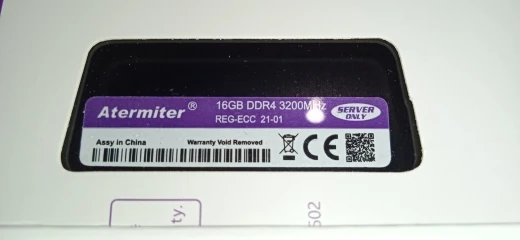 Atermiter®
16GB DDR4 3200MHz
REG-ECC 21-01
SERVER
ONLY
Assy in China
Warranty Void Removed
CE
ty.
502